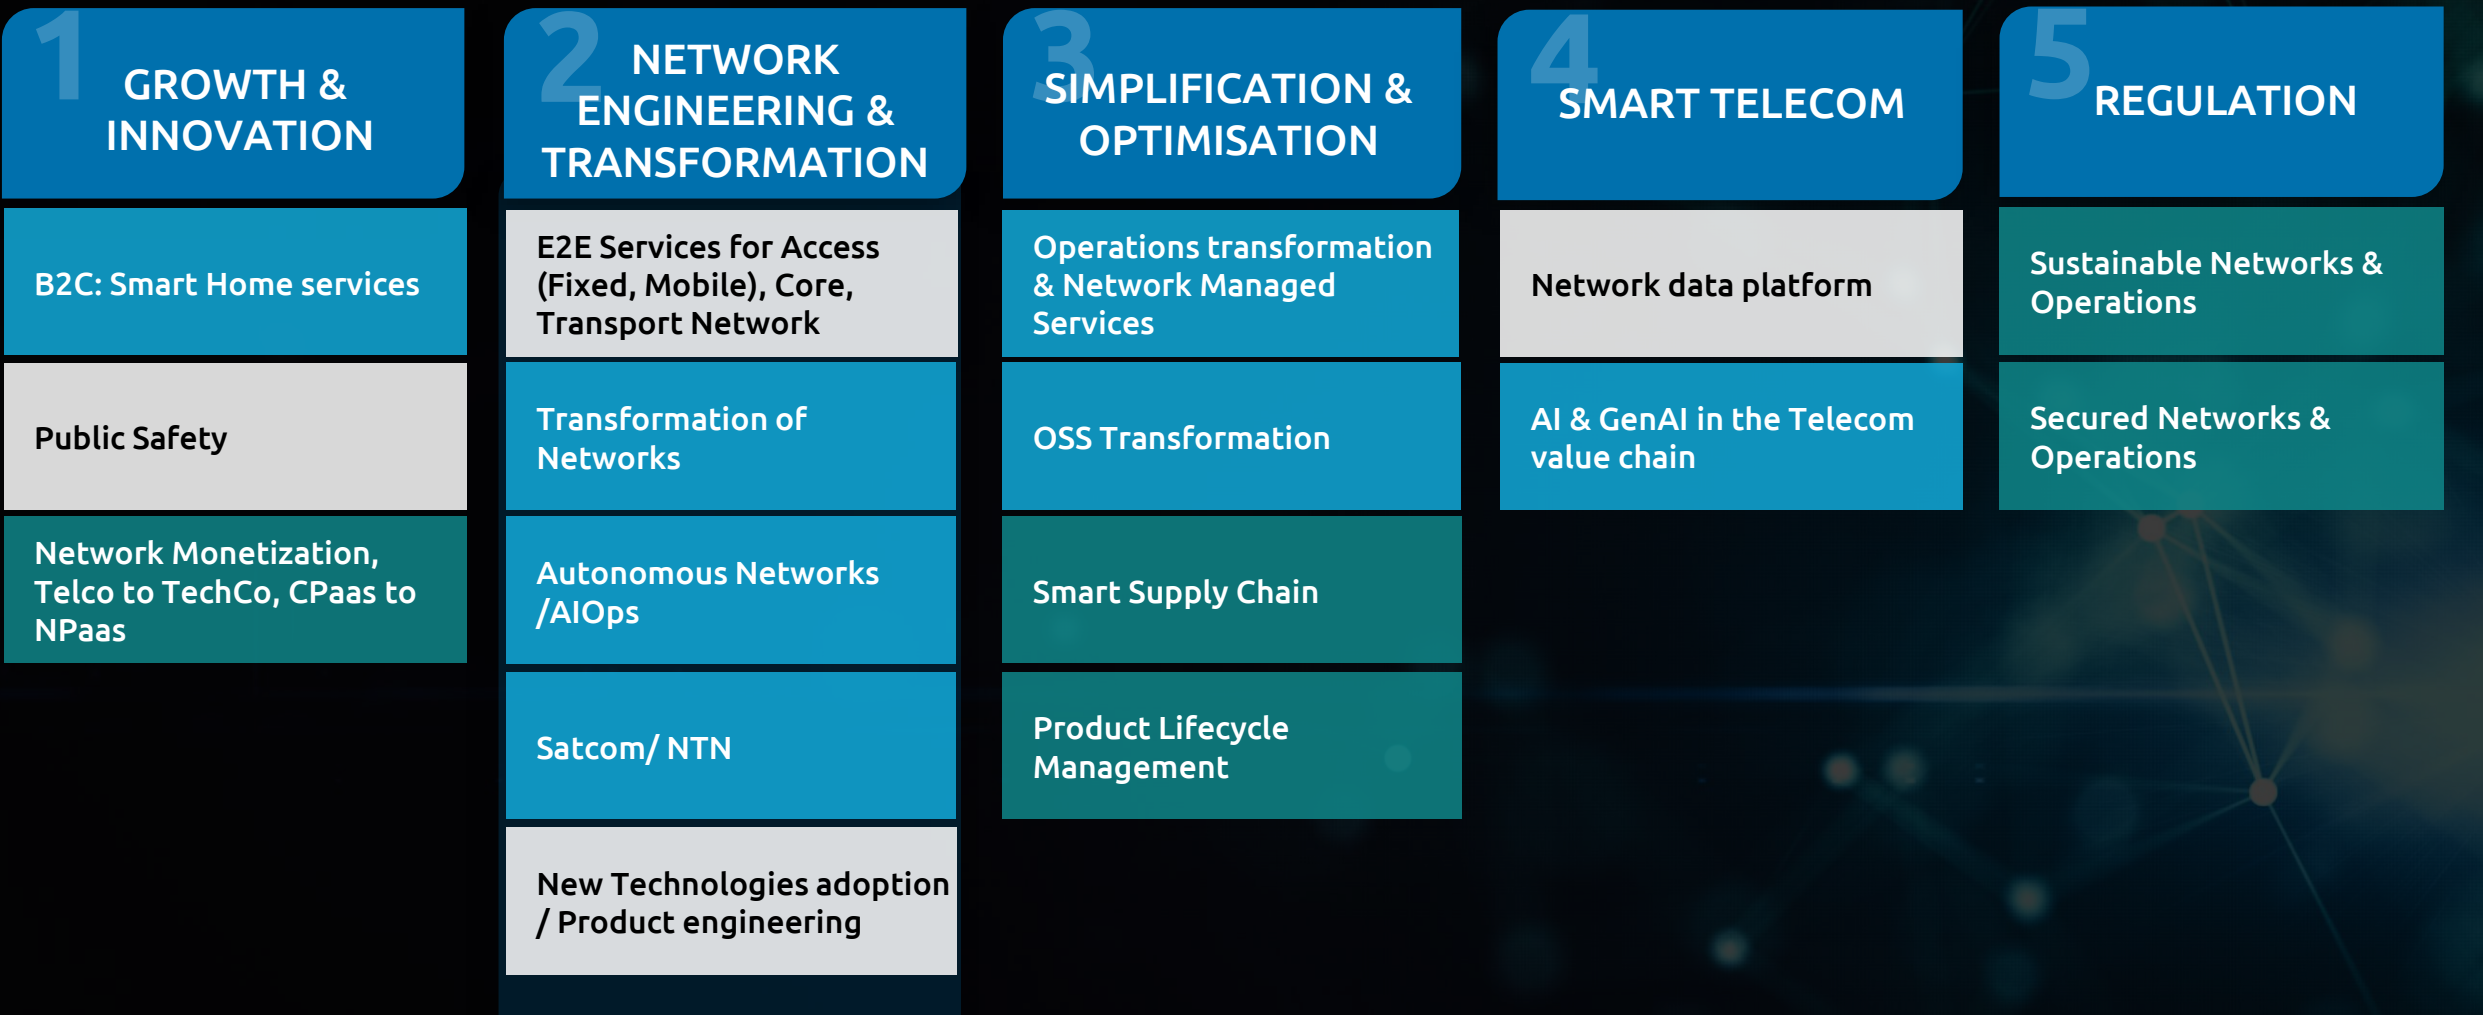 1
GROWTH &
INNOVATION
B2C: Smart Home services
Public Safety
Network Monetization,
Telco to TechCo, CPaas to
NPaas
2
NETWORK
ENGINEERING &
TRANSFORMATION
E2E Services for Access
(Fixed, Mobile), Core,
Transport Network
Transformation of
Networks
Autonomous Networks
/AIOps
Satcom/ NTN
New Technologies adoption
/ Product engineering
3
SIMPLIFICATION &
OPTIMISATION
Operations transformation
& Network Managed
Services
OSS Transformation
Smart Supply Chain
Product Lifecycle
Management
4
SMART TELECOM
Network data platform
AI & GenAI in the Telecom
value chain
5
REGULATION
Sustainable Networks &
Operations
Secured Networks &
Operations